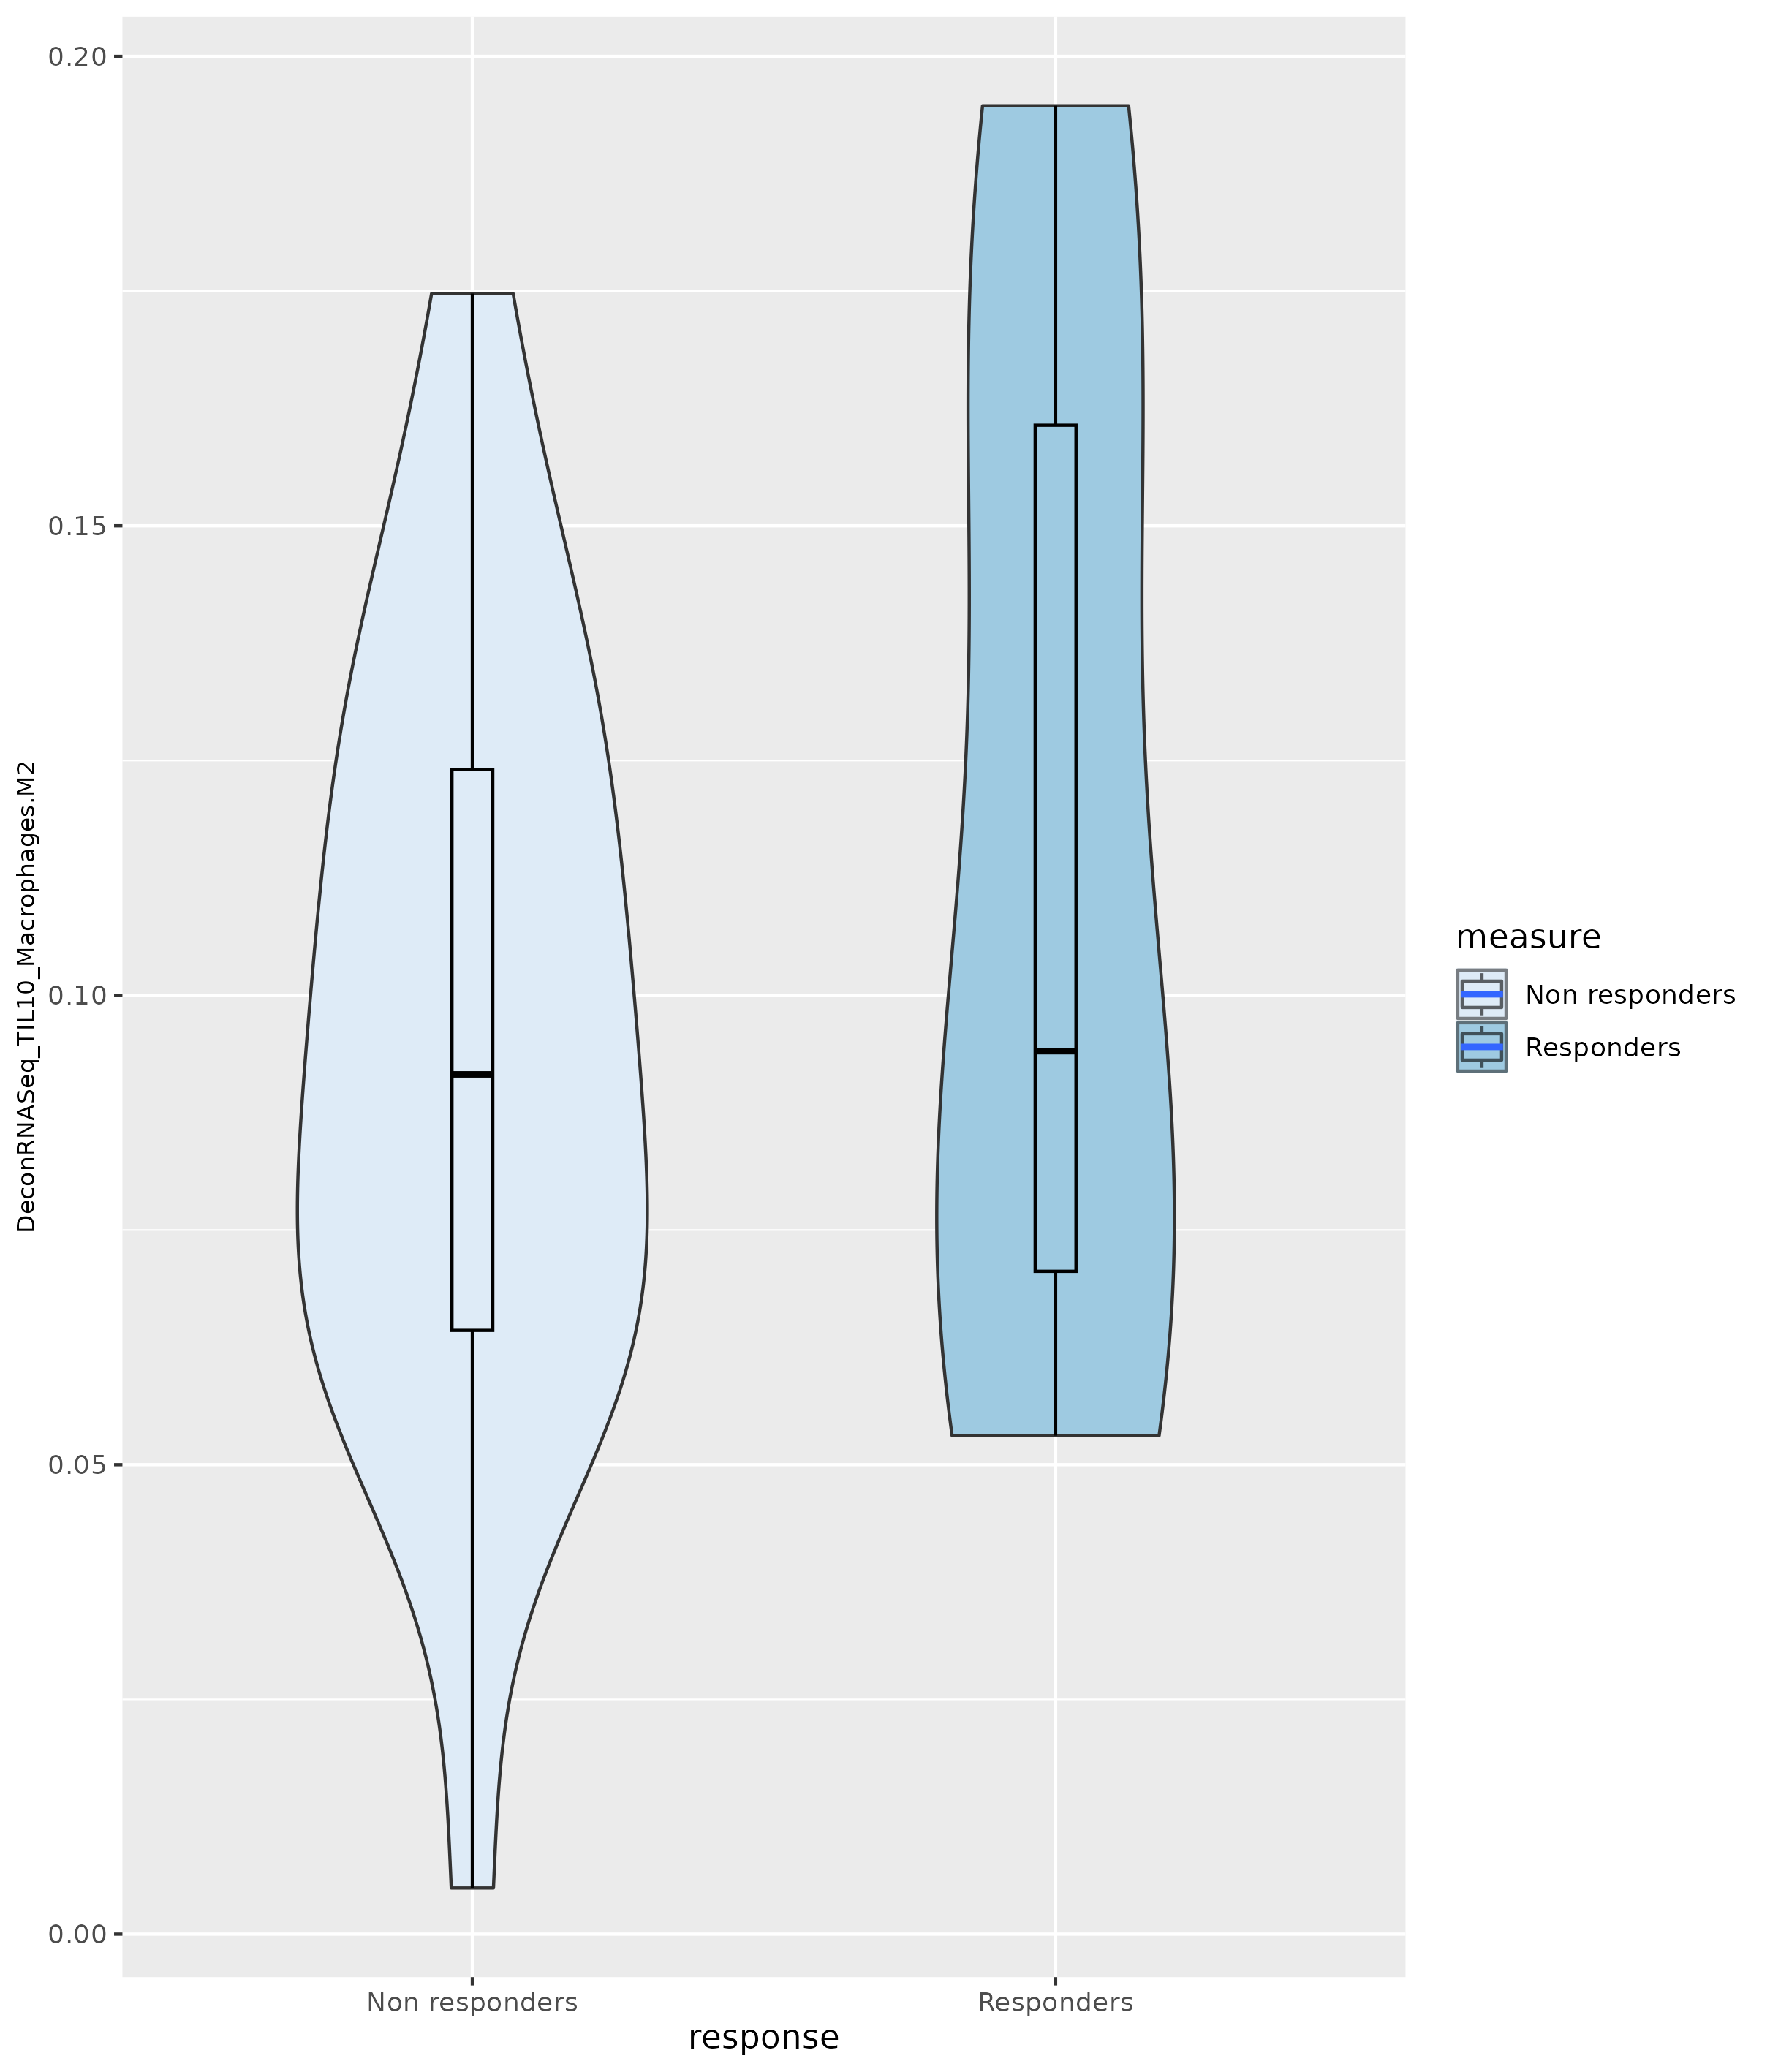 DeconRNASeq_TIL10_Macrophages.M2
0.20
0.15
0.10
0.05
0.00
Non responders
Responders
response
measure
Non responders
Responders